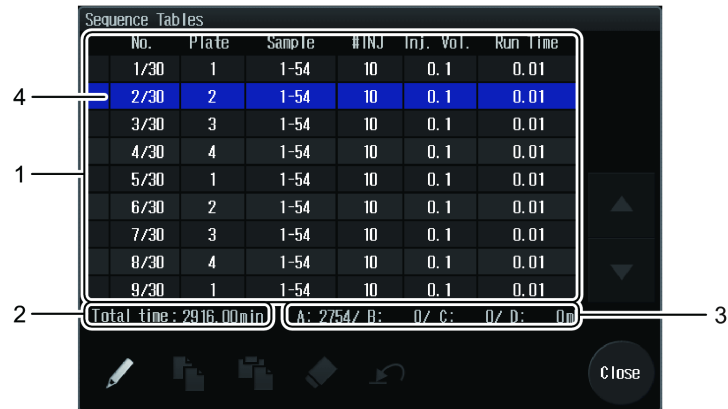 Sequence Tables
No. Plate Sample #INJ Inj. Vol. Run Time
1/30 1 1-54 10 0.1 0.01
4 2/30 2 1-54 10 0.1 0.01
3/30 3 1-54 10 0.1 0.01
4/30 4 1-54 10 0.1 0.01
1 5/30 1 1-54 10 0.1 0.01
6/30 2 1-54 10 0.1 0.01
7/30 3 1-54 10 0.1 0.01
8/30 4 1-54 10 0.1 0.01
9/30 1 1-54 10 0.1 0.01
2 Total time: 2916.00min A: 2754/ B: 0/ C: 0/ D: 0m 3
Close